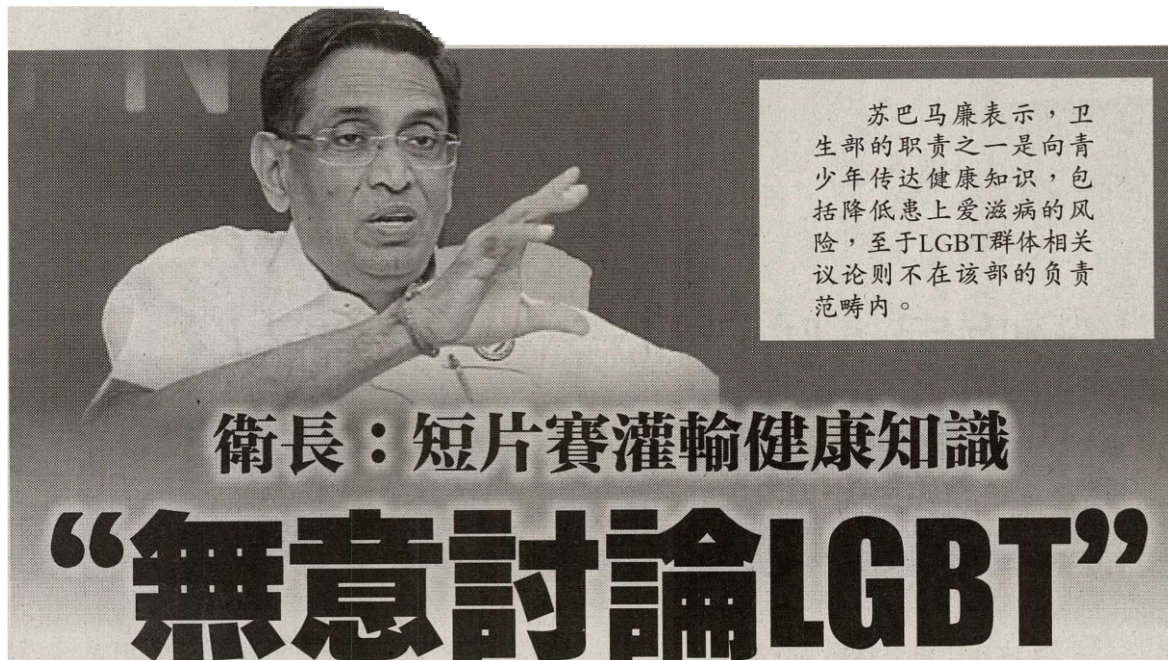 苏巴马廉表示，卫
生部的职责之一是向青
少年传达健康知识，包
括降低患上爱滋病的风
险，至于LGBT群体相关
议论则不在该部的负责
范畴内。
衛長：短片賽灌輸健康知識
“無意討論LGBT”